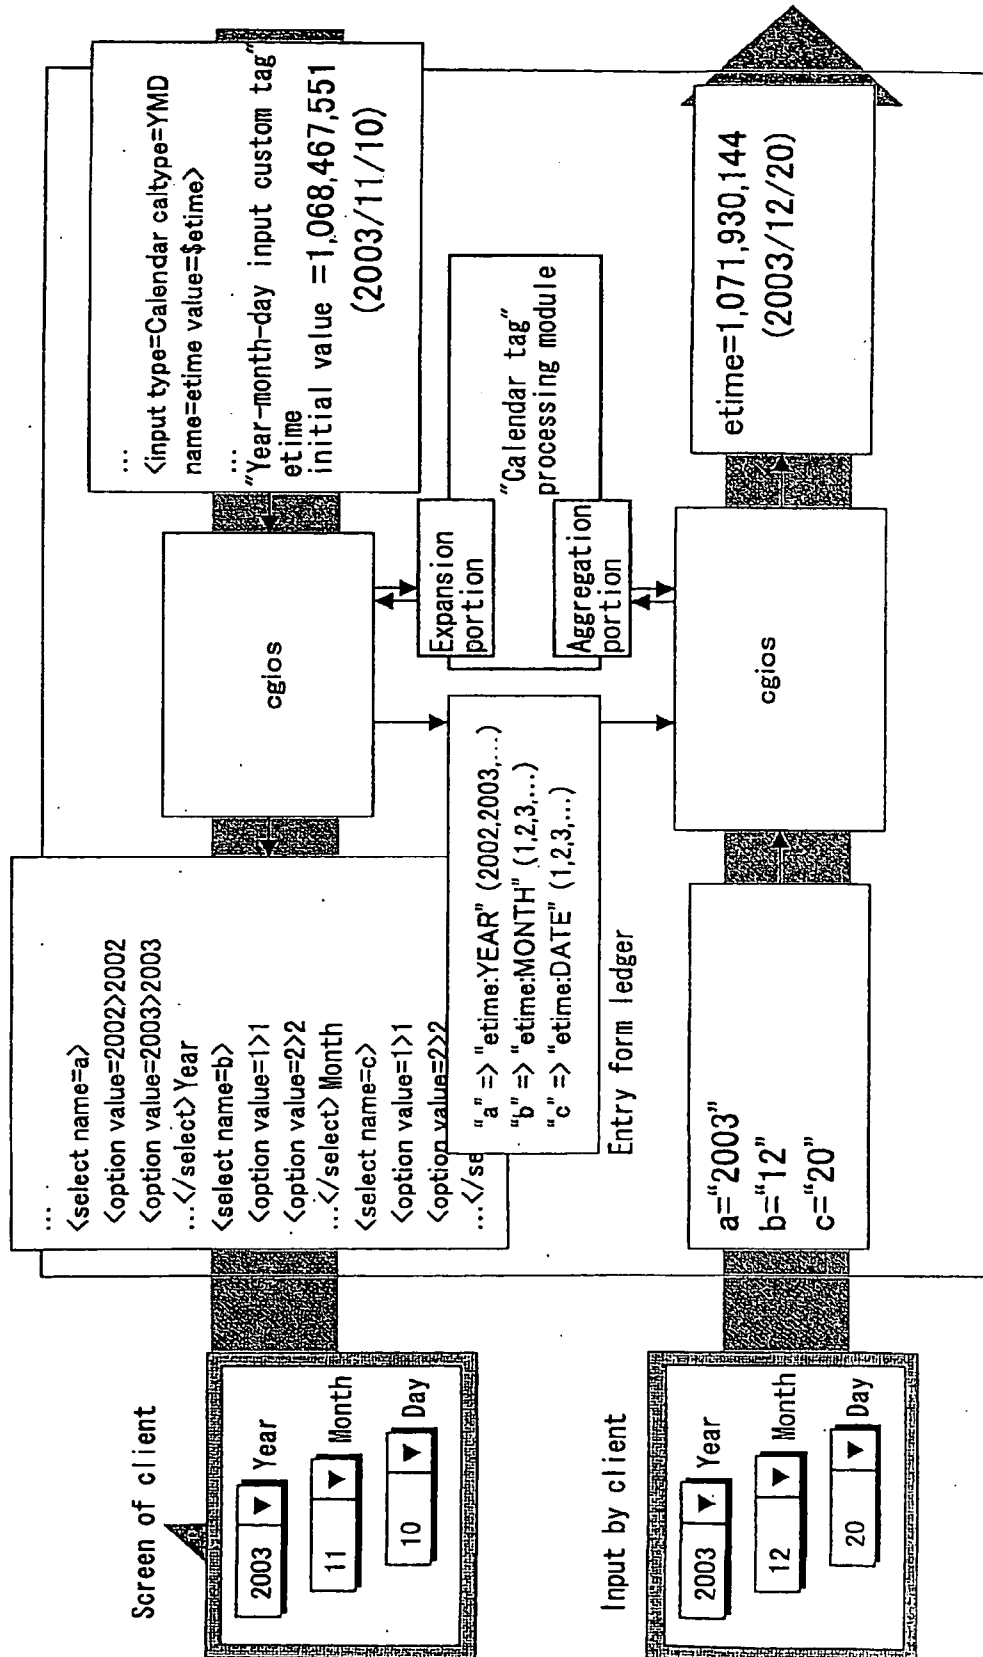 Screen of client
2003 ▼ Year
11 ▼ Month
10 ▼ Day
...
<select name=a>
<option value=2002>2002
<option value=2003>2003
...</select>Year
<select name=b>
<option value=1>1
<option value=2>2
...</select>Month
<select name=c>
<option value=1>1
<option value=2>2
...</se
cgios
...
<input type=Calendar caltype=YMD
name=etime value=$etime>
...
"Year-month-day input custom tag"
etime
initial value =1,068,467,551
(2003/11/10)
Expansion
portion
"Calendar tag"
processing module
Aggregation
portion
"a" => "etime:YEAR" (2002,2003,...)
"b" => "etime:MONTH" (1,2,3,...)
"c" => "etime:DATE" (1,2,3,...)
Entry form ledger
Input by client
2003 ▼ Year
12 ▼ Month
20 ▼ Day
a="2003"
b="12"
c="20"
cgios
etime=1,071,930,144
(2003/12/20)